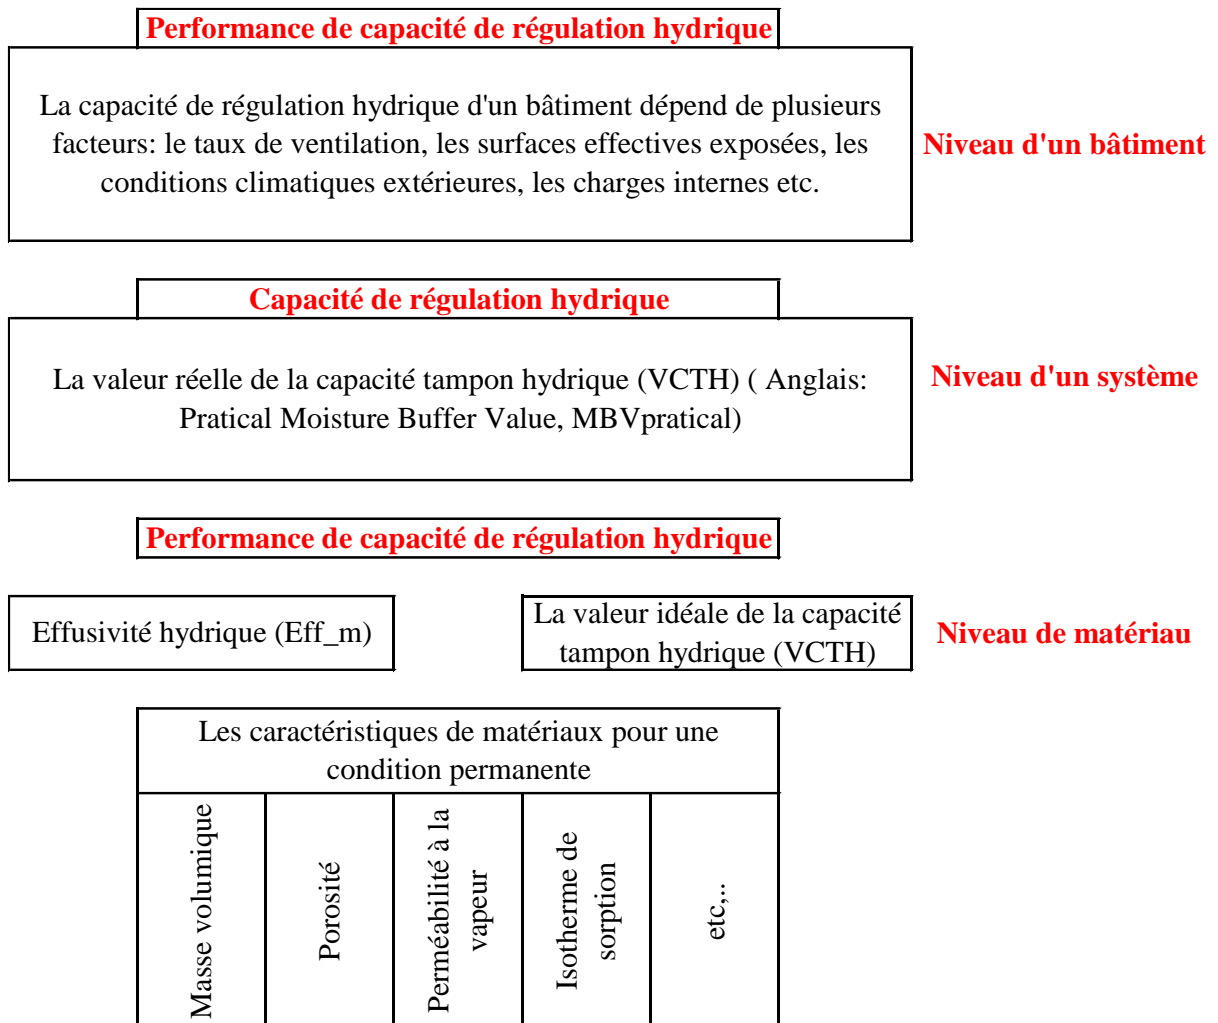 Performance de capacité de régulation hydrique
La capacité de régulation hydrique d'un bâtiment dépend de plusieurs
facteurs: le taux de ventilation, les surfaces effectives exposées, les
conditions climatiques extérieures, les charges internes etc.
Niveau d'un bâtiment
Capacité de régulation hydrique
La valeur réelle de la capacité tampon hydrique (VCTH) ( Anglais:
Pratical Moisture Buffer Value, MBVpratical)
Niveau d'un système
Performance de capacité de régulation hydrique
Effusivité hydrique (Eff_m)
La valeur idéale de la capacité
tampon hydrique (VCTH)
Niveau de matériau
Les caractéristiques de matériaux pour une
condition permanente
Masse volumique
Porosité
Perméabilité à la
vapeur
Isotherme de
sorption
etc,..